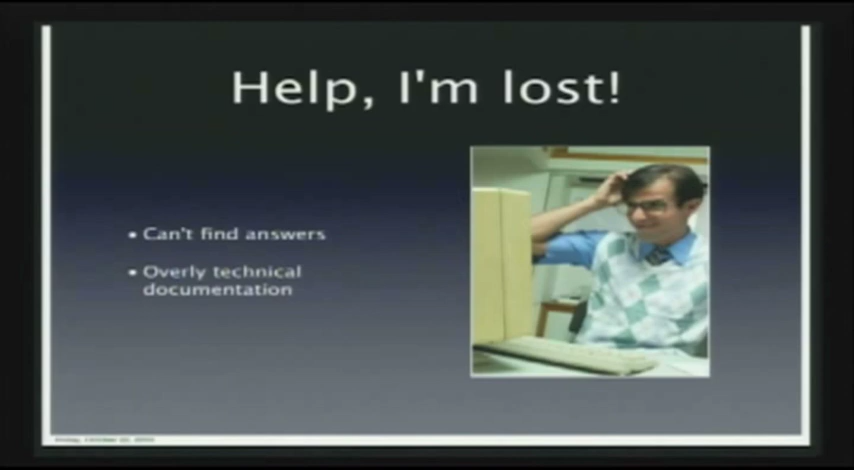 Help, I'm lost!
• Can't find answers
• Overly technical
documentation